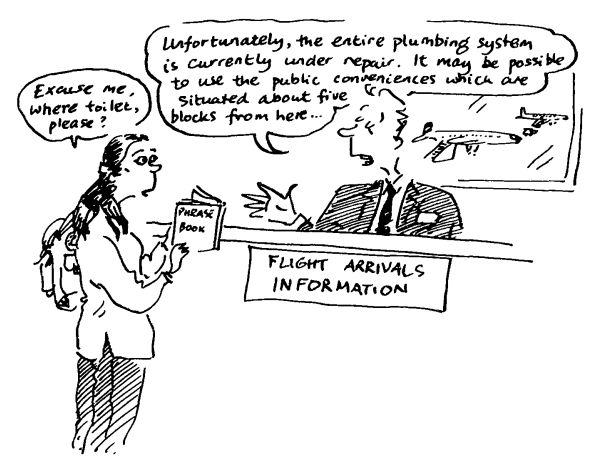 Unfortunately, the entire plumbing system
is currently under repair. It may be possible
to use the public conveniences which are
situated about five
blocks from here...
Excuse me,
where toilet,
please?
PHRASE
BOOK
FLIGHT ARRIVALS
INFORMATION